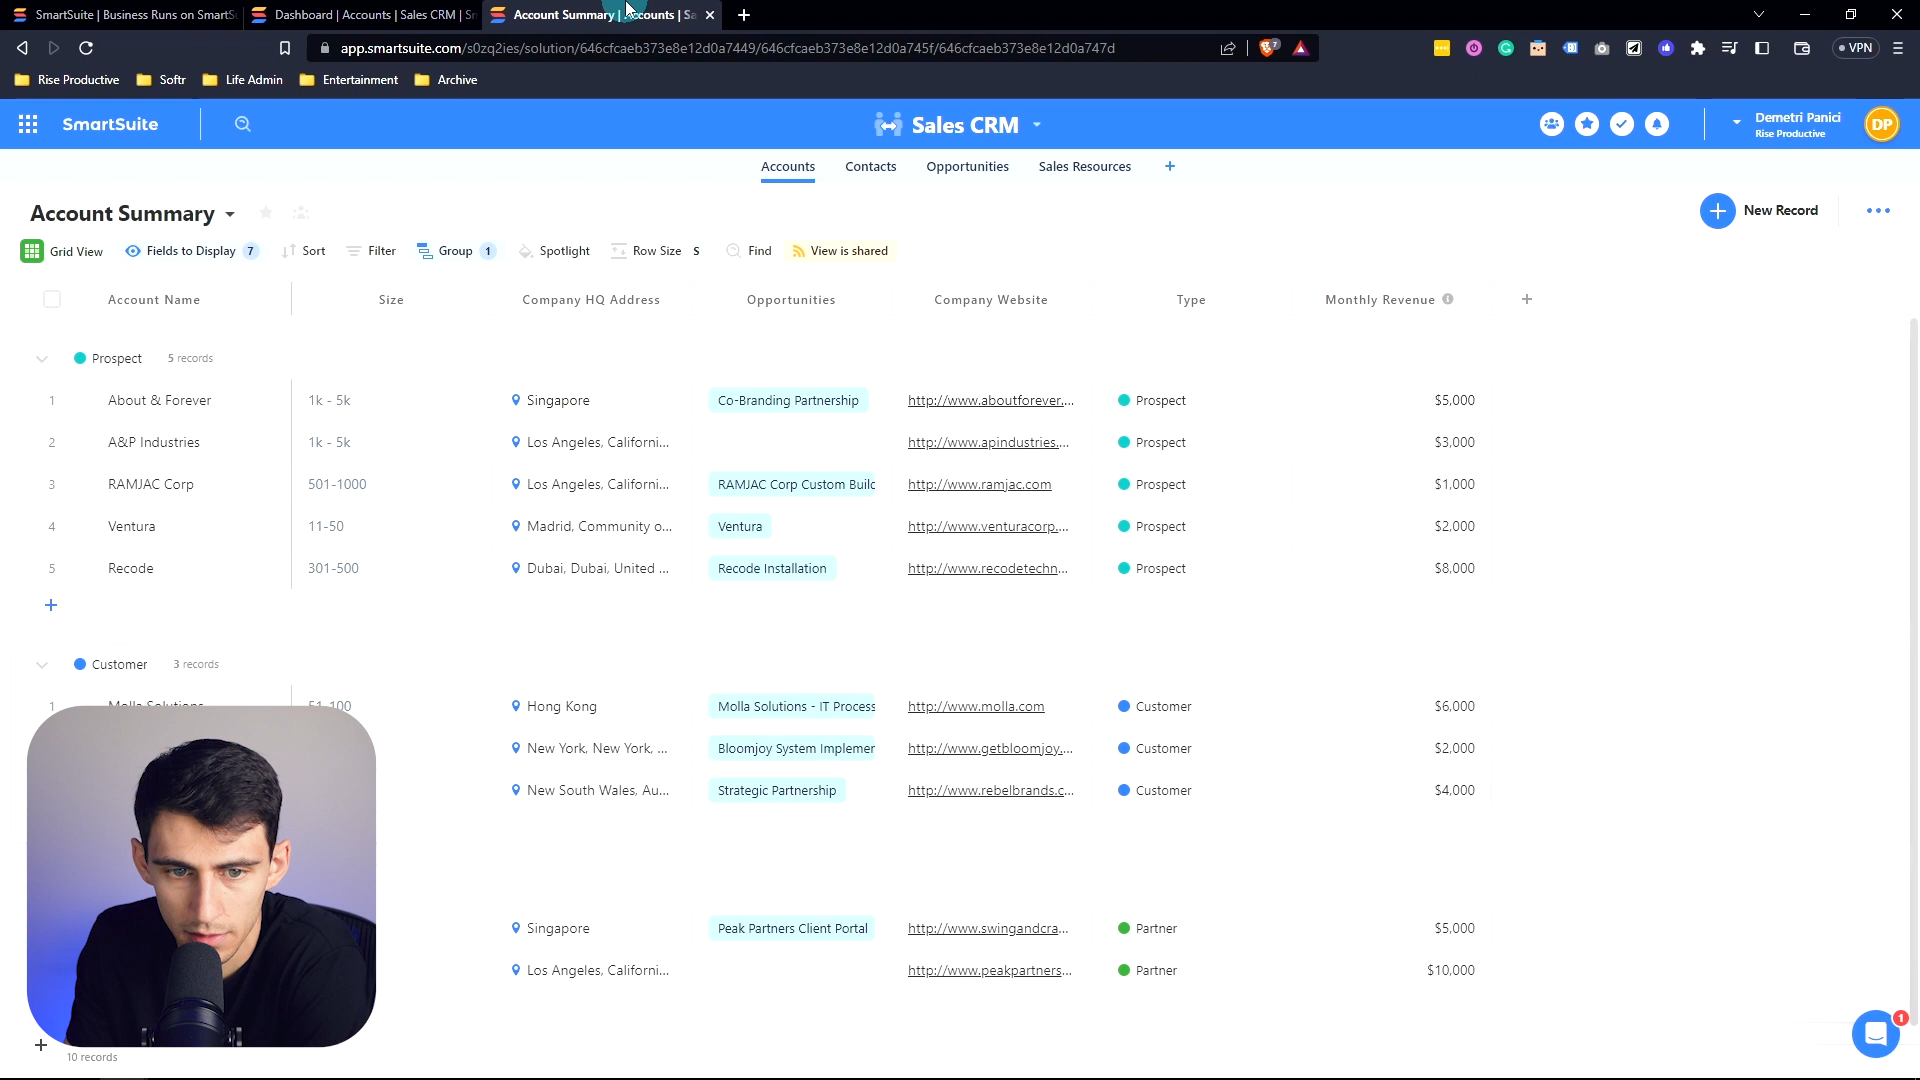 SmartSuite | Business Runs on SmartS
Dashboard | Accounts | Sales CRM | Sm
Account Summary | Accounts | Sa
app.smartsuite.com/s0zq2ies/solution/646cfcaeb373e8e12d0a7449/646cfcaeb373e8e12d0a745f/646cfcaeb373e8e12d0a747d
7
VPN
Rise Productive
Softr
Life Admin
Entertainment
Archive
SmartSuite
Sales CRM
Demetri Panici
Rise Productive
DP
Accounts
Contacts
Opportunities
Sales Resources
+
Account Summary
New Record
Grid View
Fields to Display 7
Sort
Filter
Group 1
Spotlight
Row Size S
Find
View is shared
Account Name Size Company HQ Address Opportunities Company Website Type Monthly Revenue +
Prospect 5 records
1 About & Forever 1k - 5k Singapore Co-Branding Partnership http://www.aboutforever.... Prospect $5,000
2 A&P Industries 1k - 5k Los Angeles, Californi... http://www.apindustries.... Prospect $3,000
3 RAMJAC Corp 501-1000 Los Angeles, Californi... RAMJAC Corp Custom Build http://www.ramjac.com Prospect $1,000
4 Ventura 11-50 Madrid, Community o... Ventura http://www.venturacorp.... Prospect $2,000
5 Recode 301-500 Dubai, Dubai, United ... Recode Installation http://www.recodetechn... Prospect $8,000
+
Customer 3 records
1 Molla Solutions 51-100 Hong Kong Molla Solutions - IT Process http://www.molla.com Customer $6,000
New York, New York, ... Bloomjoy System Implemen http://www.getbloomjoy.... Customer $2,000
New South Wales, Au... Strategic Partnership http://www.rebelbrands.c... Customer $4,000
Singapore Peak Partners Client Portal http://www.swingandcra... Partner $5,000
Los Angeles, Californi... http://www.peakpartners... Partner $10,000
1
+
10 records